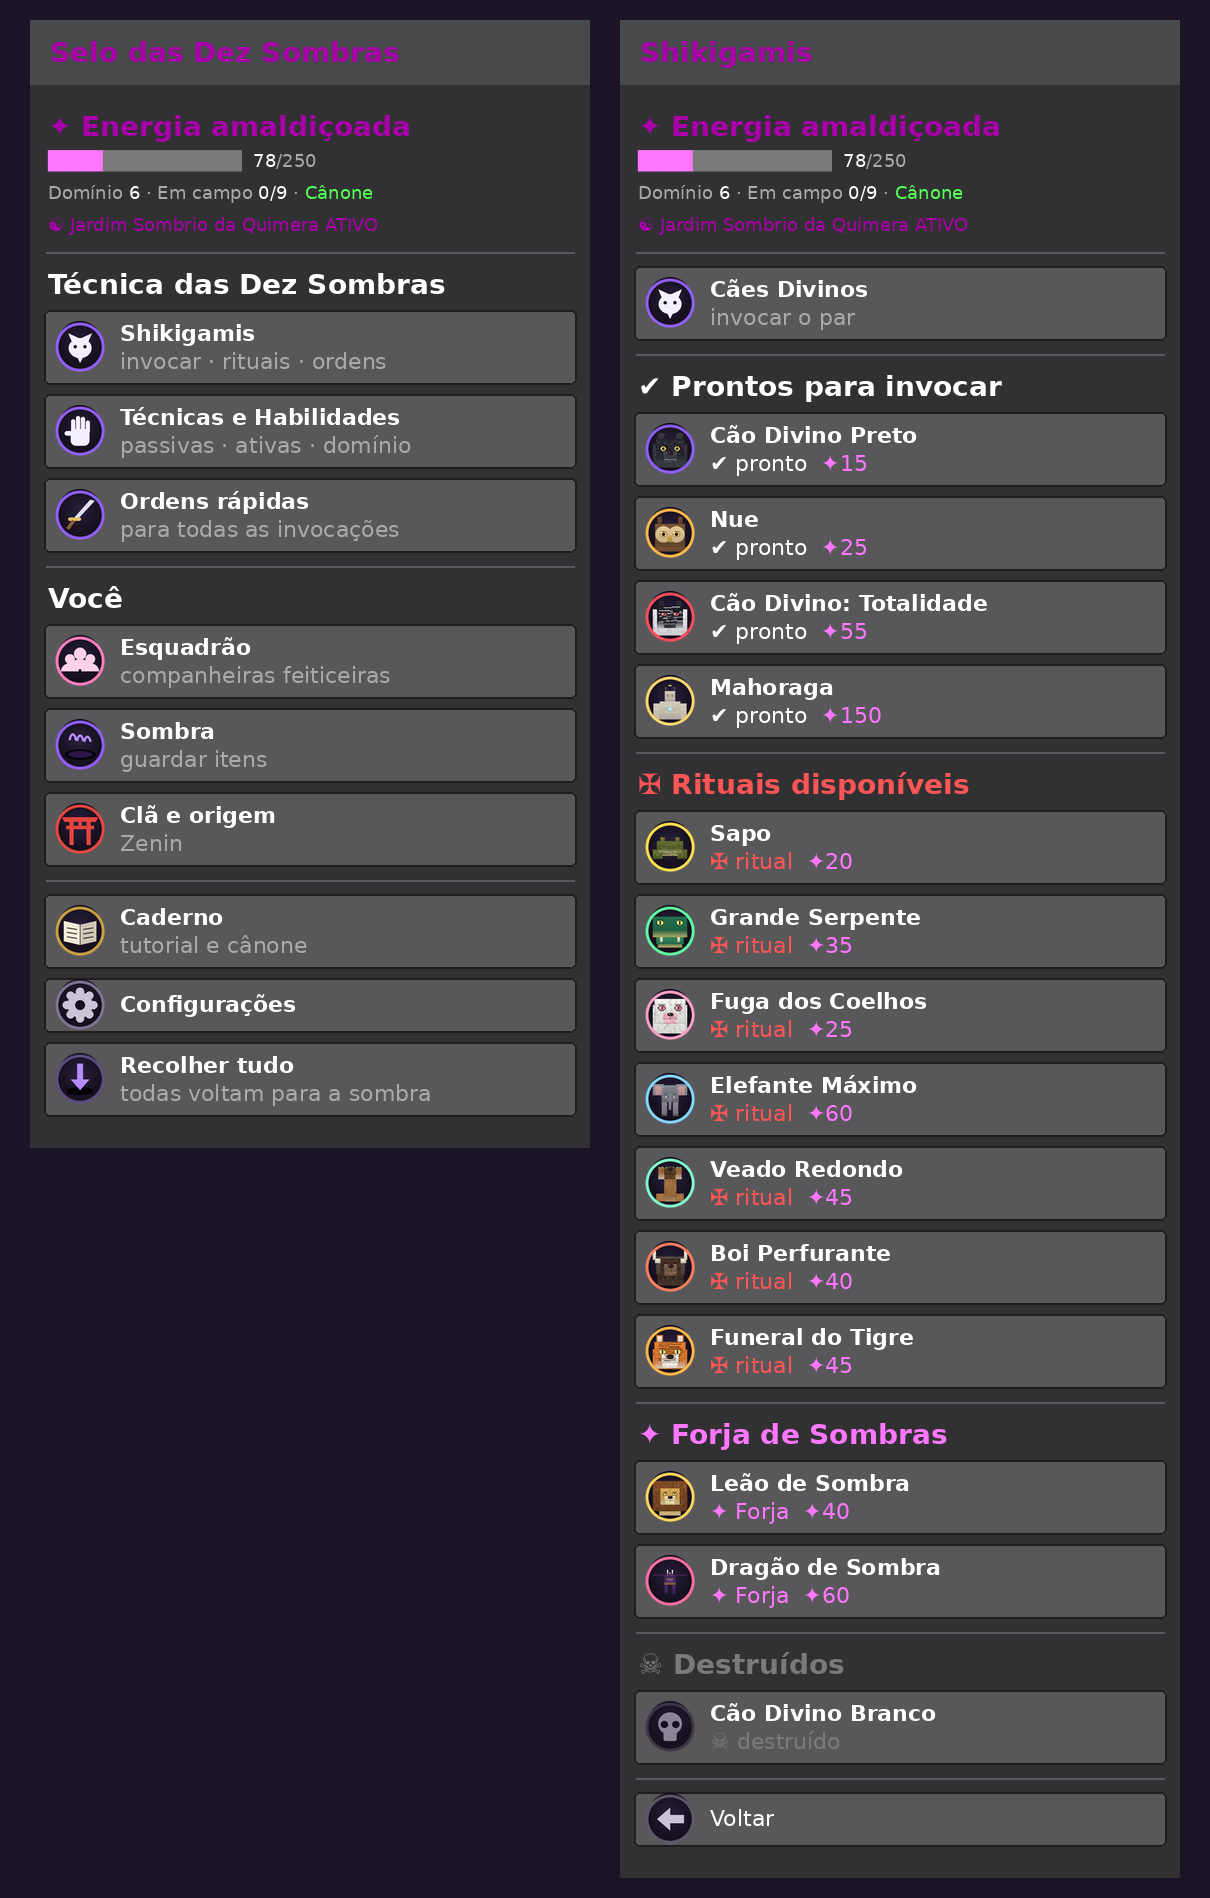 Selo das Dez Sombras
✦ Energia amaldiçoada
78/250
Domínio 6 · Em campo 0/9 · Cânone
☯ Jardim Sombrio da Quimera ATIVO
Técnica das Dez Sombras
Shikigamis
invocar · rituais · ordens
Técnicas e Habilidades
passivas · ativas · domínio
Ordens rápidas
para todas as invocações
Você
Esquadrão
companheiras feiticeiras
Sombra
guardar itens
Clã e origem
Zenin
Caderno
tutorial e cânone
Configurações
Recolher tudo
todas voltam para a sombra
Shikigamis
✦ Energia amaldiçoada
78/250
Domínio 6 · Em campo 0/9 · Cânone
☯ Jardim Sombrio da Quimera ATIVO
Cães Divinos
invocar o par
✔ Prontos para invocar
Cão Divino Preto
✔ pronto ✦15
Nue
✔ pronto ✦25
Cão Divino: Totalidade
✔ pronto ✦55
Mahoraga
✔ pronto ✦150
✠ Rituais disponíveis
Sapo
✠ ritual ✦20
Grande Serpente
✠ ritual ✦35
Fuga dos Coelhos
✠ ritual ✦25
Elefante Máximo
✠ ritual ✦60
Veado Redondo
✠ ritual ✦45
Boi Perfurante
✠ ritual ✦40
Funeral do Tigre
✠ ritual ✦45
✦ Forja de Sombras
Leão de Sombra
✦ Forja ✦40
Dragão de Sombra
✦ Forja ✦60
☠ Destruídos
Cão Divino Branco
☠ destruído
Voltar